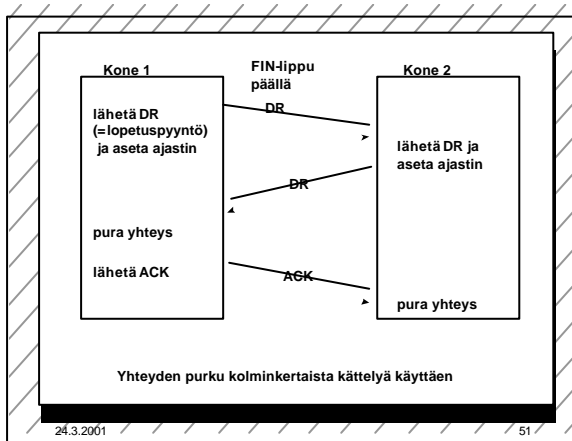 Kone 1
FIN-lippu
päällä
Kone 2
DR
lähetä DR
(=lopetuspyyntö)
ja aseta ajastin
lähetä DR ja
aseta ajastin
DR
pura yhteys
lähetä ACK
ACK
pura yhteys
Yhteyden purku kolminkertaista kättelyä käyttäen
24.3.2001
51